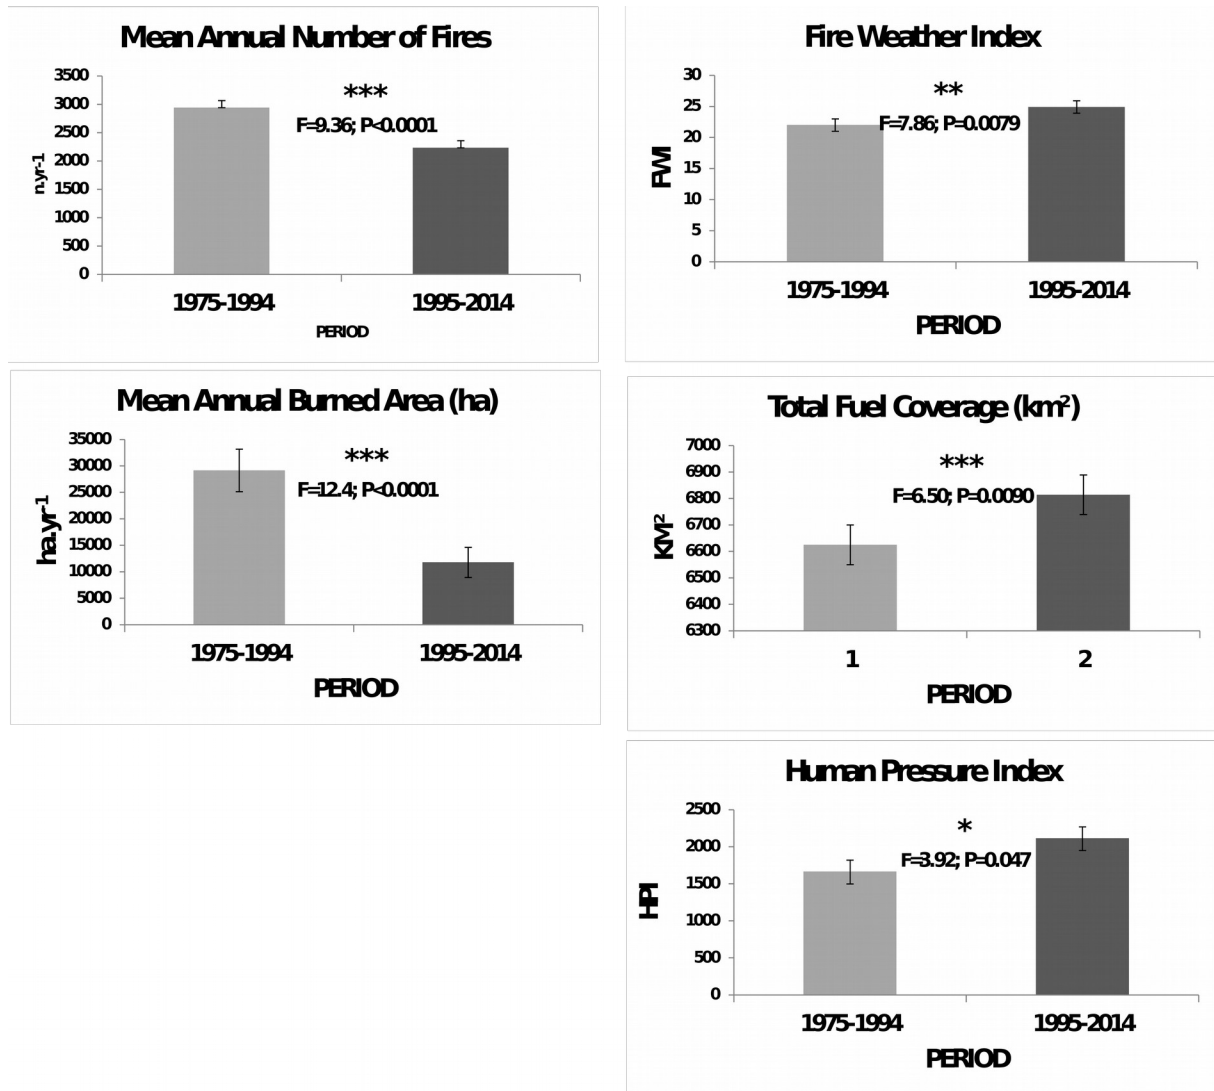 Mean Annual Number of Fires
3500
3000
2500
2000
1500
1000
500
0
n.yr-1
***
F=9.36; P<0.0001
1975-1994
1995-2014
PERIOD
Fire Weather Index
30
25
20
15
10
5
0
FWI
**
F=7.86; P=0.0079
1975-1994
1995-2014
PERIOD
Mean Annual Burned Area (ha)
35000
30000
25000
20000
15000
10000
5000
0
ha.yr-1
***
F=12.4; P<0.0001
1975-1994
1995-2014
PERIOD
Total Fuel Coverage (km²)
7000
6900
6800
6700
6600
6500
6400
6300
KM²
***
F=6.50; P=0.0090
1
2
PERIOD
Human Pressure Index
2500
2000
1500
1000
500
0
HPI
*
F=3.92; P=0.047
1975-1994
1995-2014
PERIOD